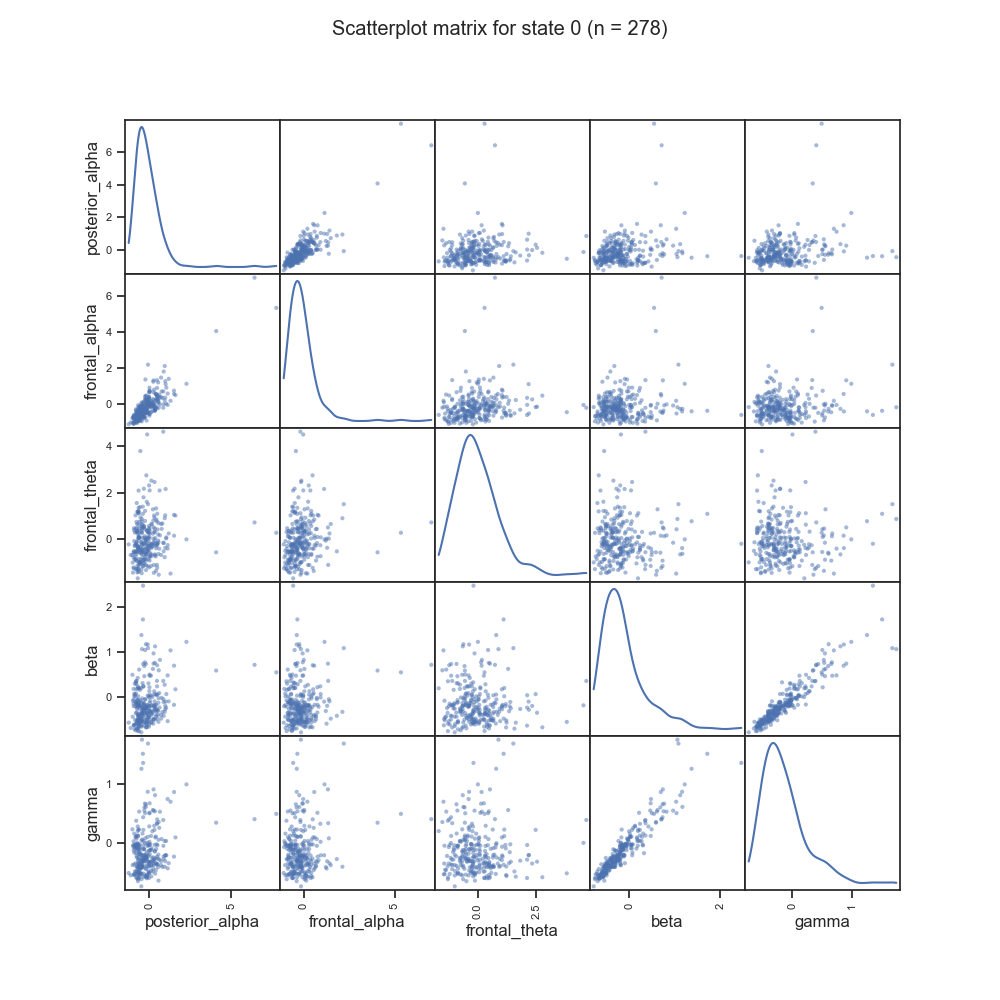 Scatterplot matrix for state 0 (n = 278)
posterior_alpha
6
4
2
0
frontal_alpha
6
4
2
0
frontal_theta
4
2
0
beta
2
1
0
gamma
1
0
0 5 0 5 0.0 2.5 0 2 0 1
posterior_alpha frontal_alpha frontal_theta beta gamma